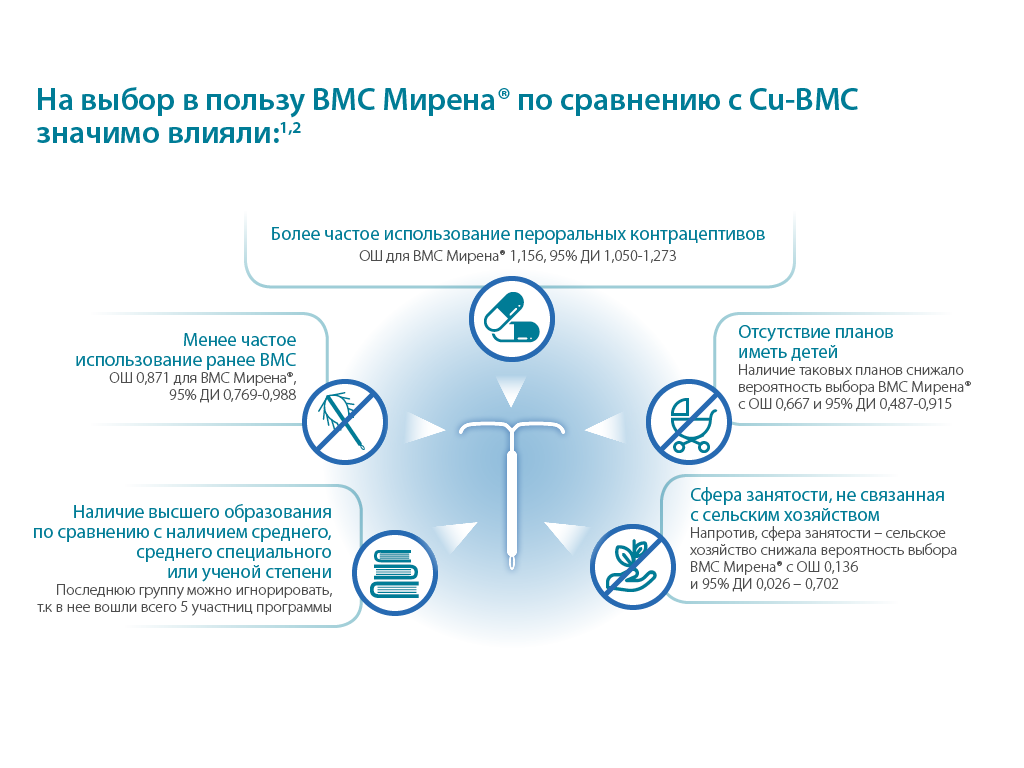 На выбор в пользу ВМС Мирена® по сравнению с Cu-ВМС
значимо влияли:1,2
Более частое использование пероральных контрацептивов
ОШ для ВМС Мирена® 1,156, 95% ДИ 1,050-1,273
Менее частое
использование ранее ВМС
ОШ 0,871 для ВМС Мирена®,
95% ДИ 0,769-0,988
Отсутствие планов
иметь детей
Наличие таковых планов снижало
вероятность выбора ВМС Мирена®
с ОШ 0,667 и 95% ДИ 0,487-0,915
Наличие высшего образования
по сравнению с наличием среднего,
среднего специального
или ученой степени
Последнюю группу можно игнорировать,
т.к в нее вошли всего 5 участниц программы
Сфера занятости, не связанная
с сельским хозяйством
Напротив, сфера занятости – сельское
хозяйство снижала вероятность выбора
ВМС Мирена® с ОШ 0,136
и 95% ДИ 0,026 – 0,702